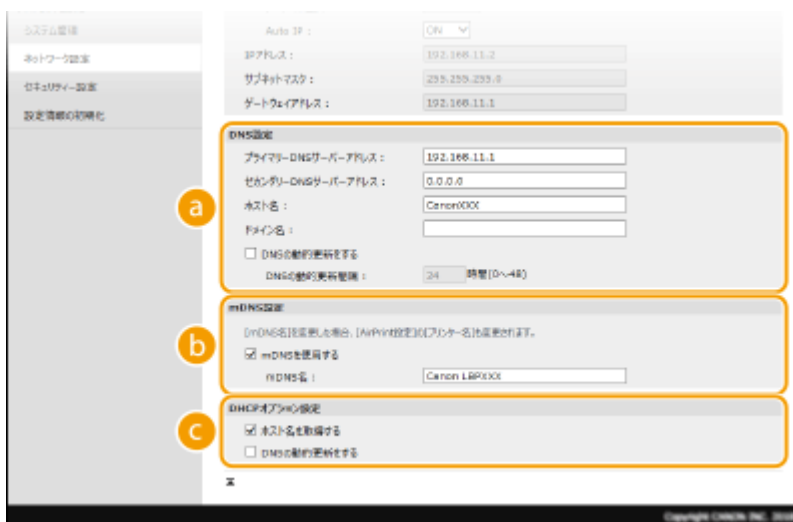 システム管理
ネットワーク設定
セキュリティー設定
設定情報の初期化
Auto IP :
ON
IPアドレス : 192.168.11.2
サブネットマスク : 255.255.255.0
ゲートウェイアドレス : 192.168.11.1
a
DNS設定
プライマリーDNSサーバーアドレス : 192.168.11.1
セカンダリーDNSサーバーアドレス : 0.0.0.0
ホスト名 : CanonXXX
ドメイン名 :
DNSの動的更新をする
DNSの動的更新間隔 : 24 時間(0~48)
b
mDNS設定
[mDNS名]を変更した場合、[AirPrint設定]の[プリンター名]も変更されます。
mDNSを使用する
mDNS名 : Canon LBPXXX
c
DHCPオプション設定
ホスト名を取得する
DNSの動的更新をする
Copyright CANON INC.